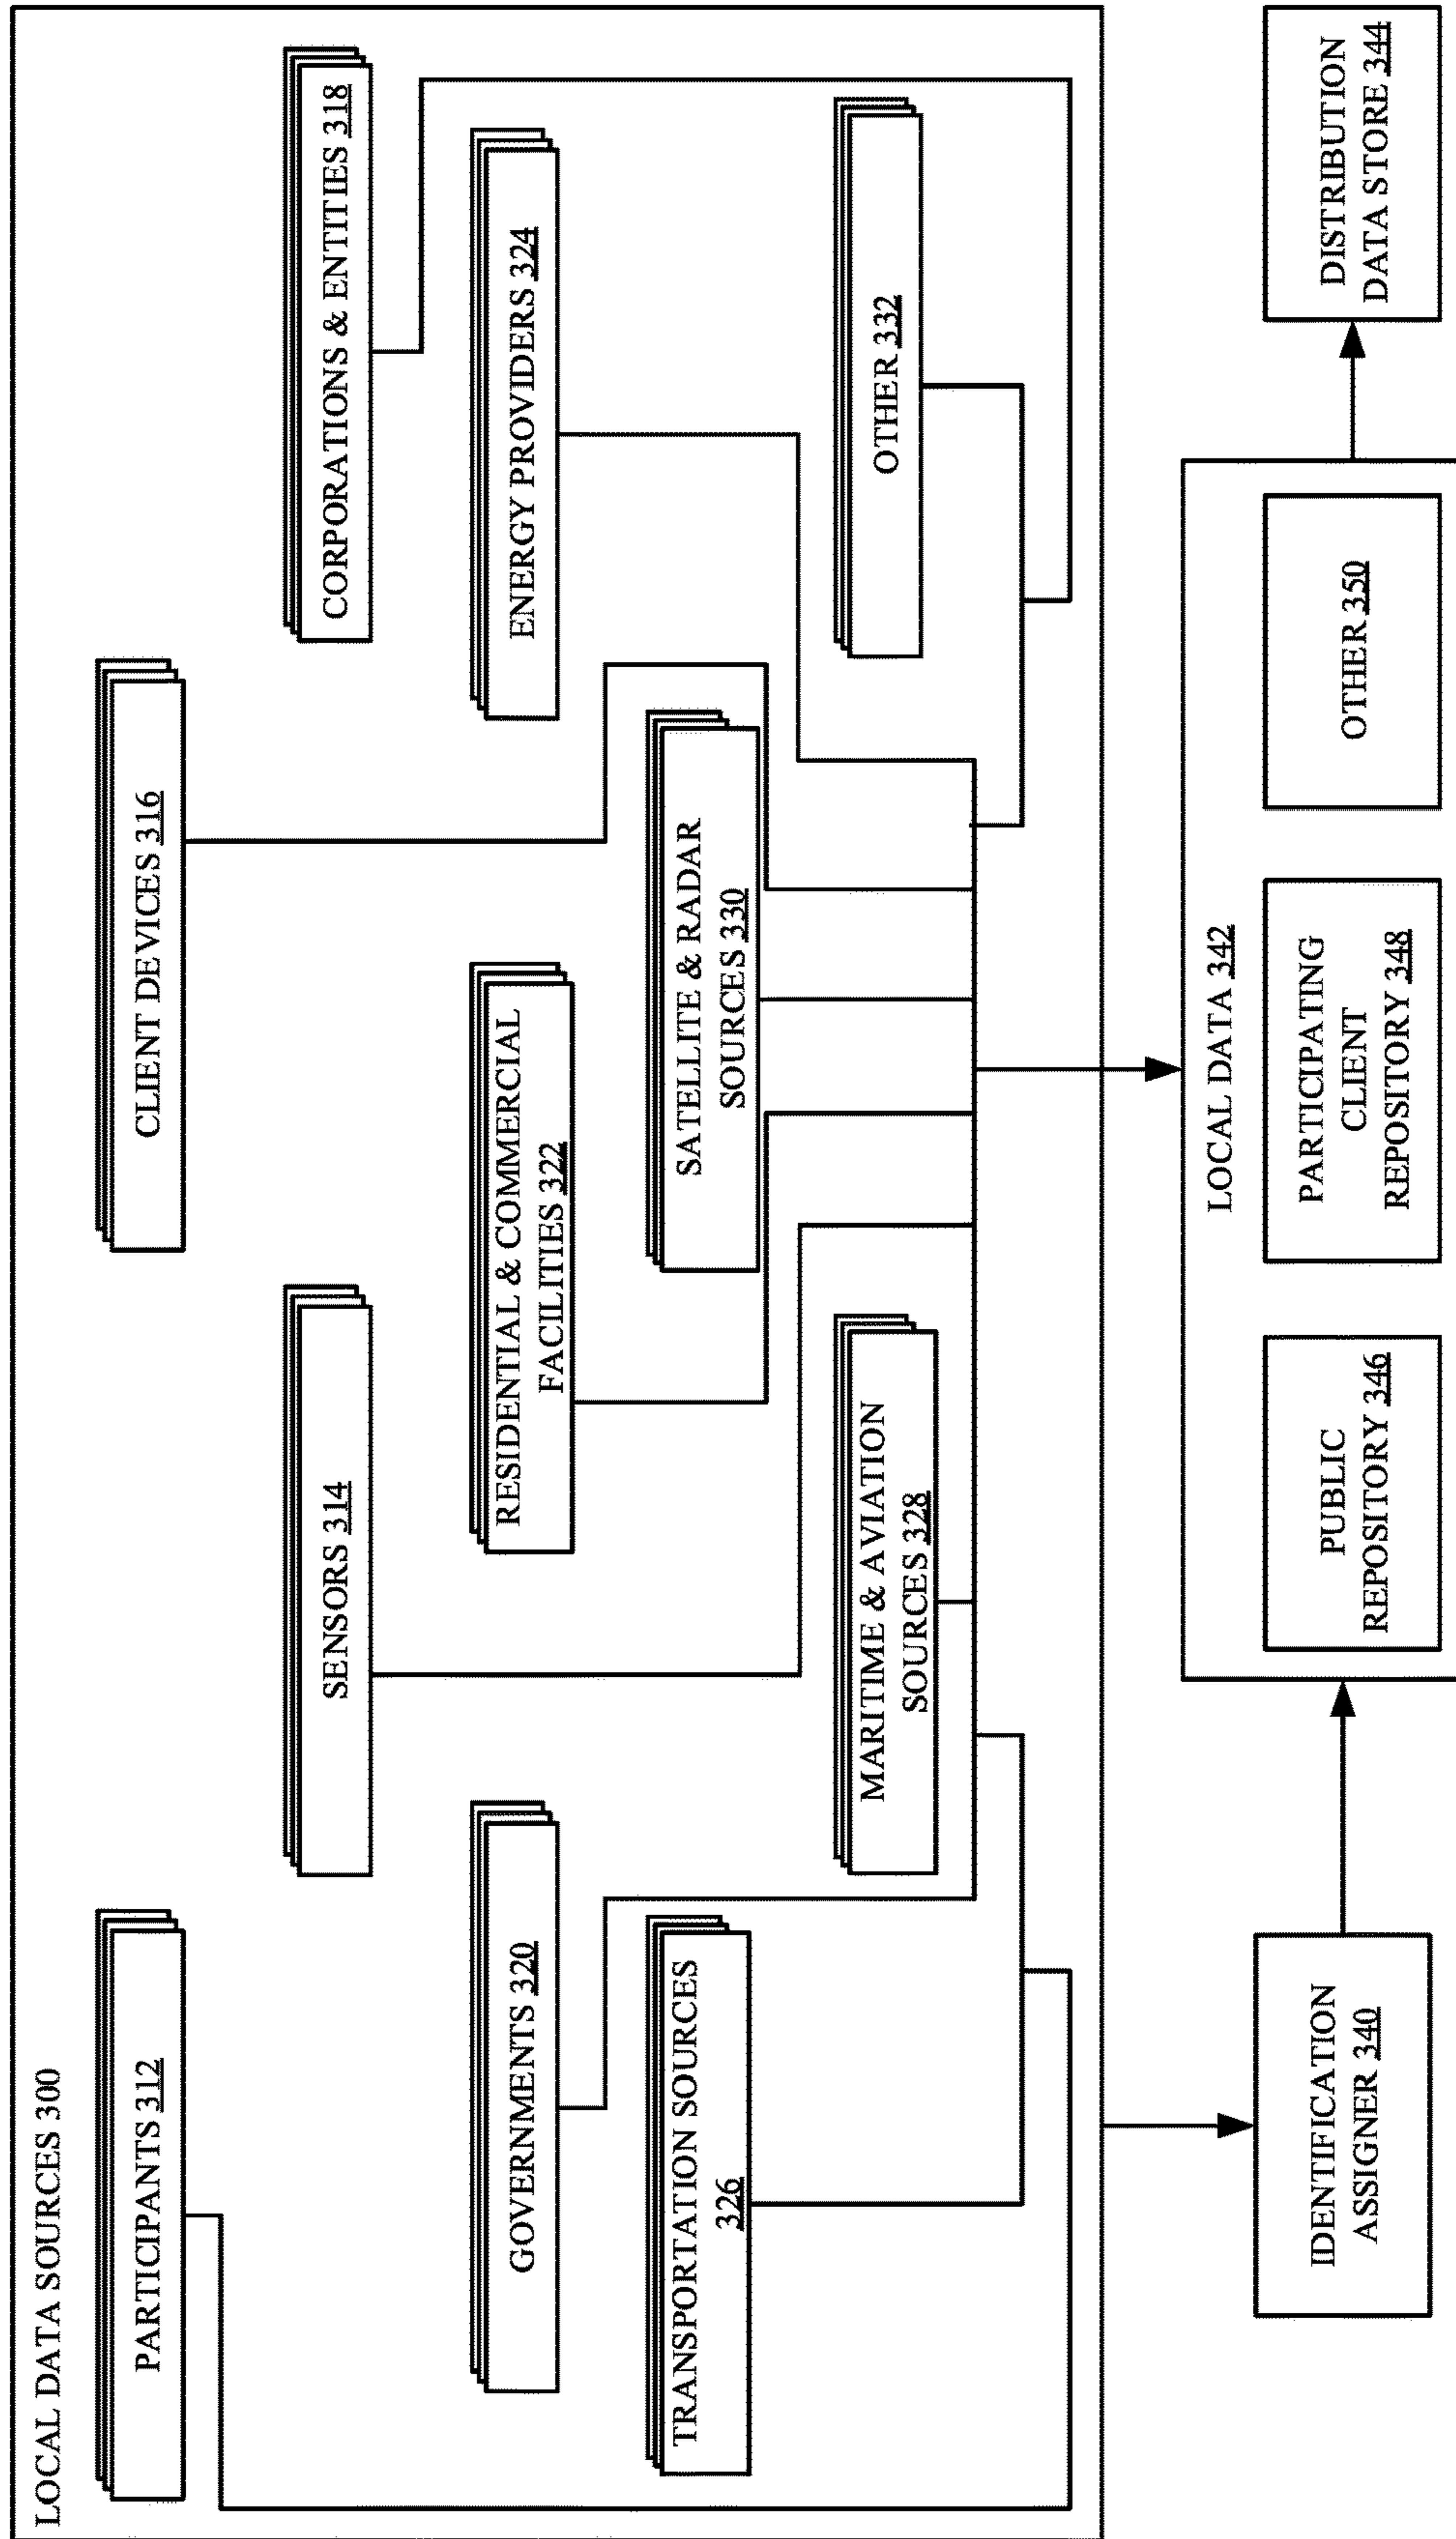 LOCAL DATA SOURCES 300
PARTICIPANTS 312
CLIENT DEVICES 316
SENSORS 314
CORPORATIONS & ENTITIES 318
GOVERNMENTS 320
RESIDENTIAL & COMMERCIAL
FACILITIES 322
ENERGY PROVIDERS 324
TRANSPORTATION SOURCES
326
SATELLITE & RADAR
SOURCES 330
MARITIME & AVIATION
SOURCES 328
OTHER 332
IDENTIFICATION
ASSIGNER 340
LOCAL DATA 342
PUBLIC
REPOSITORY 346
PARTICIPATING
CLIENT
REPOSITORY 348
OTHER 350
DISTRIBUTION
DATA STORE 344